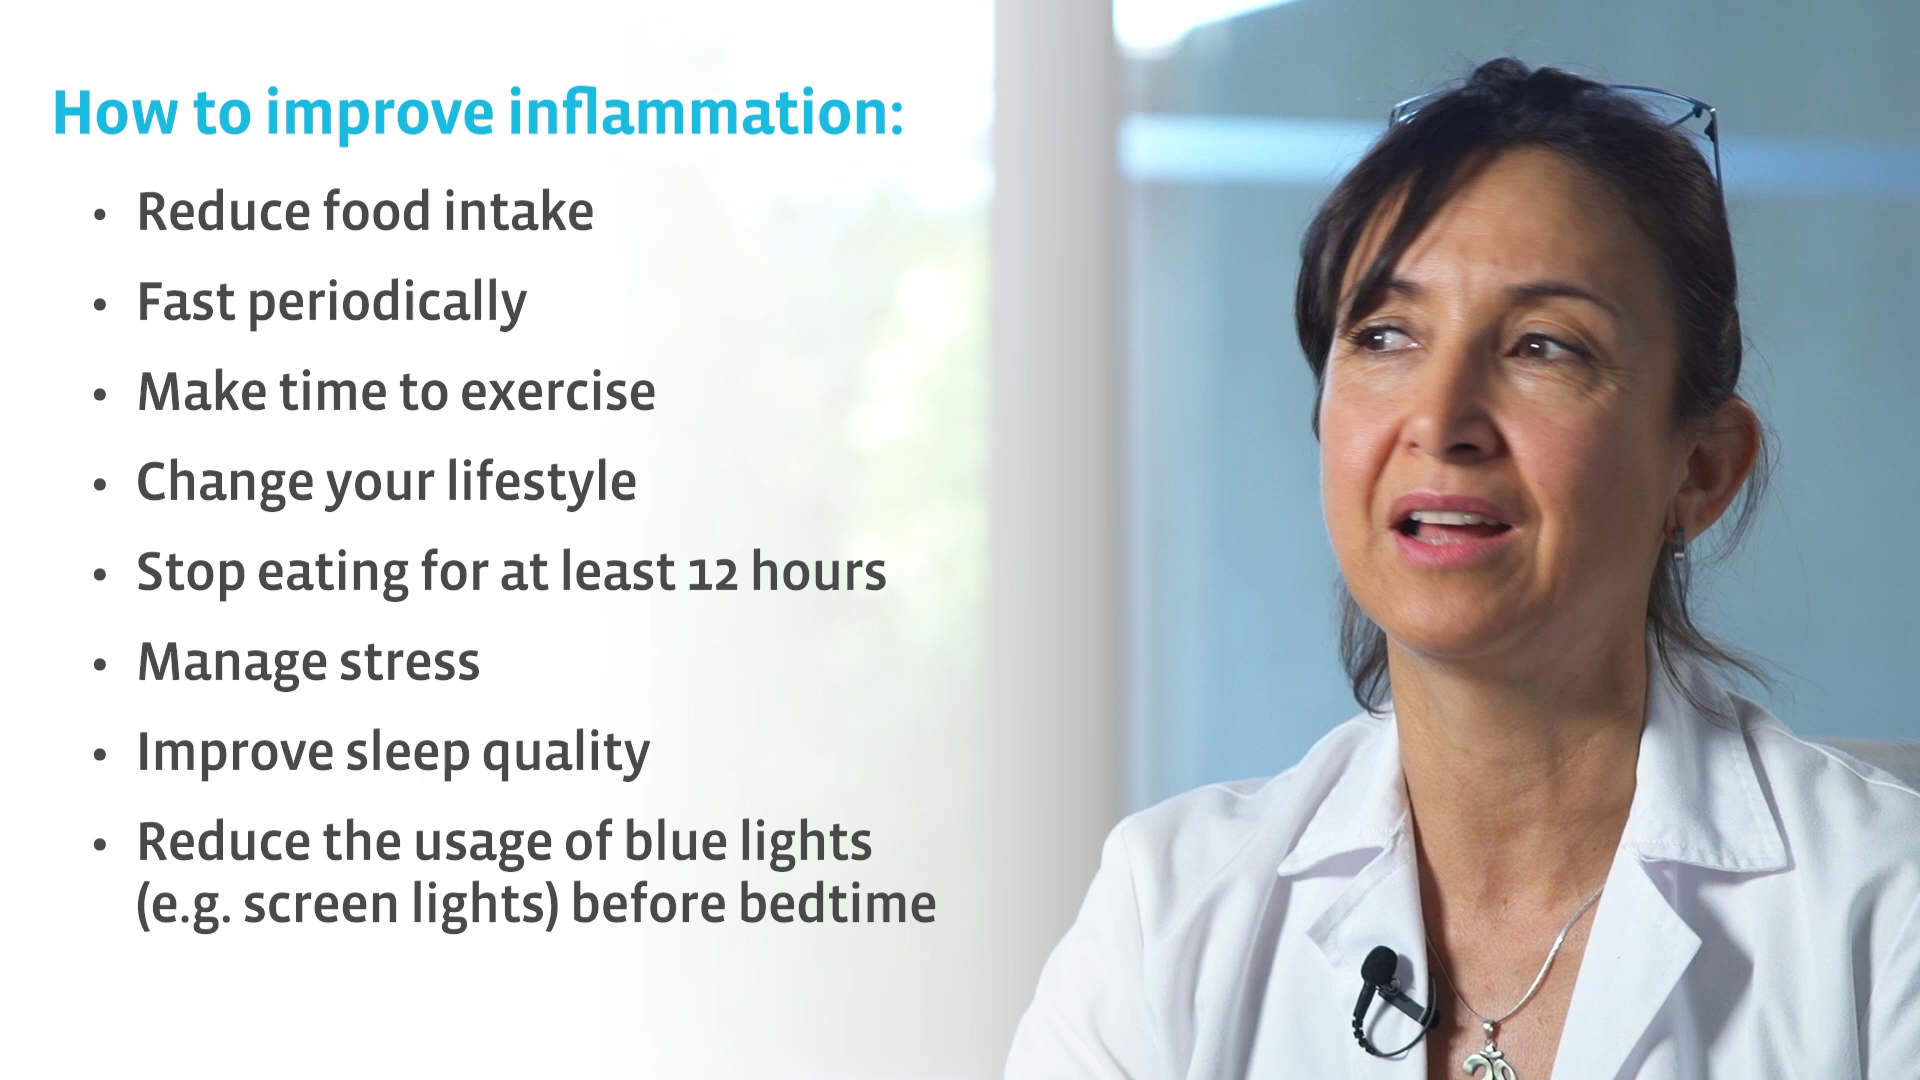 How to improve inflammation:
• Reduce food intake
• Fast periodically
• Make time to exercise
• Change your lifestyle
• Stop eating for at least 12 hours
• Manage stress
• Improve sleep quality
• Reduce the usage of blue lights
(e.g. screen lights) before bedtime